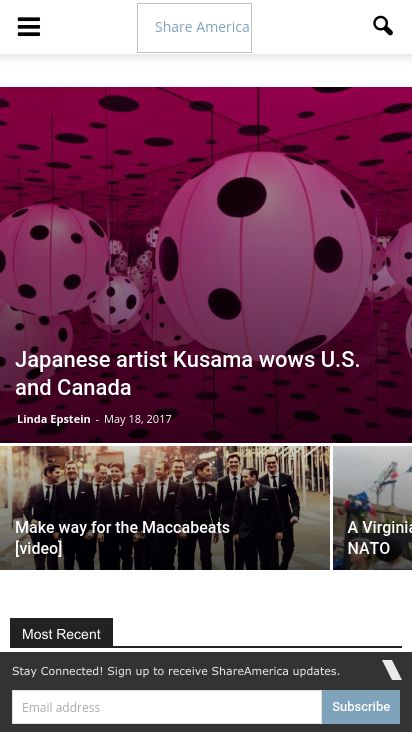 Share America
Japanese artist Kusama wows U.S.
and Canada
Linda Epstein - May 18, 2017
Make way for the Maccabeats
[video]
A Virginia
NATO
Most Recent
Stay Connected! Sign up to receive ShareAmerica updates.
Email address
Subscribe